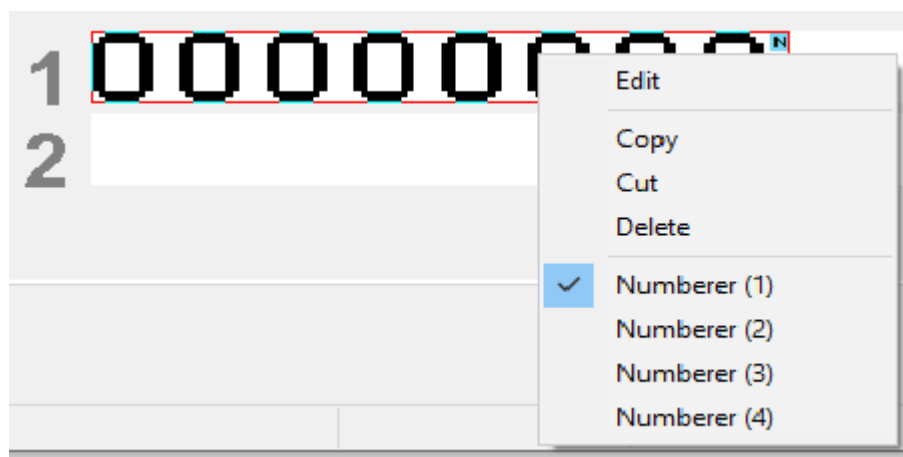 1 00000000 N
2
Edit
Copy
Cut
Delete
Numberer (1)
Numberer (2)
Numberer (3)
Numberer (4)